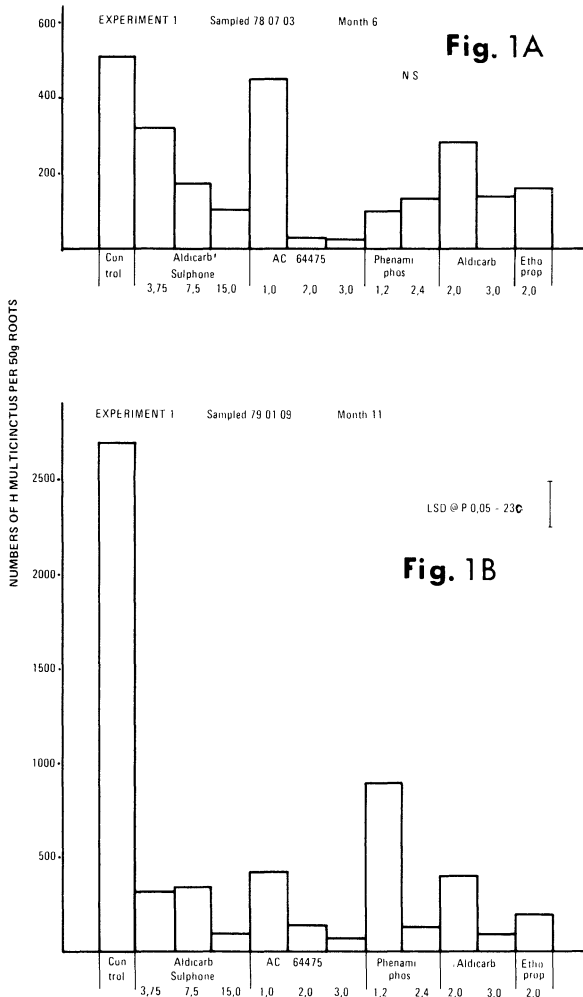 EXPERIMENT 1 Sampled 78 07 03 Month 6
Fig. 1A
N S
600
400
200
Con trol
Aldicarb Sulphone
AC 64475
Phenami phos
Aldicarb
Etho prop
3,75 7,5 15,0 1,0 2,0 3,0 1,2 2,4 2,0 3,0 2,0
NUMBERS OF H MULTICINCTUS PER 50g ROOTS
EXPERIMENT 1 Sampled 79 01 09 Month 11
LSD @ P 0,05 - 23
Fig. 1B
2500
2000
1500
1000
500
Con trol
Aldicarb Sulphone
AC 64475
Phenami phos
Aldicarb
Etho prop
3,75 7,5 15,0 1,0 2,0 3,0 1,2 2,4 2,0 3,0 2,0